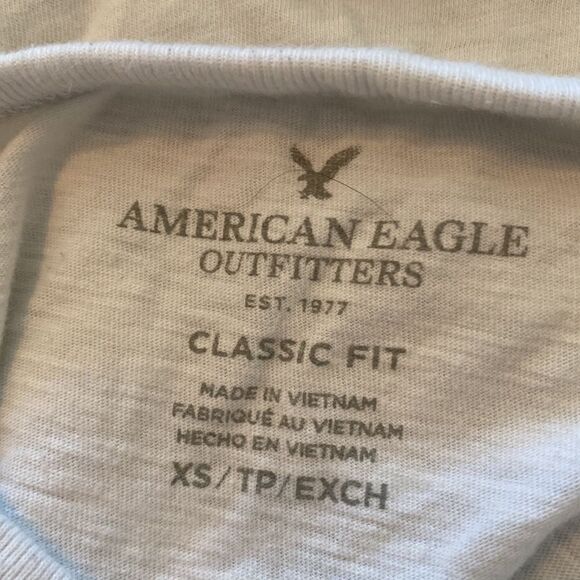 AMERICAN EAGLE
OUTFITTERS
EST. 1977
CLASSIC FIT
MADE IN VIETNAM
FABRIQUÉ AU VIETNAM
HECHO EN VIETNAM
XS/TP/EXCH